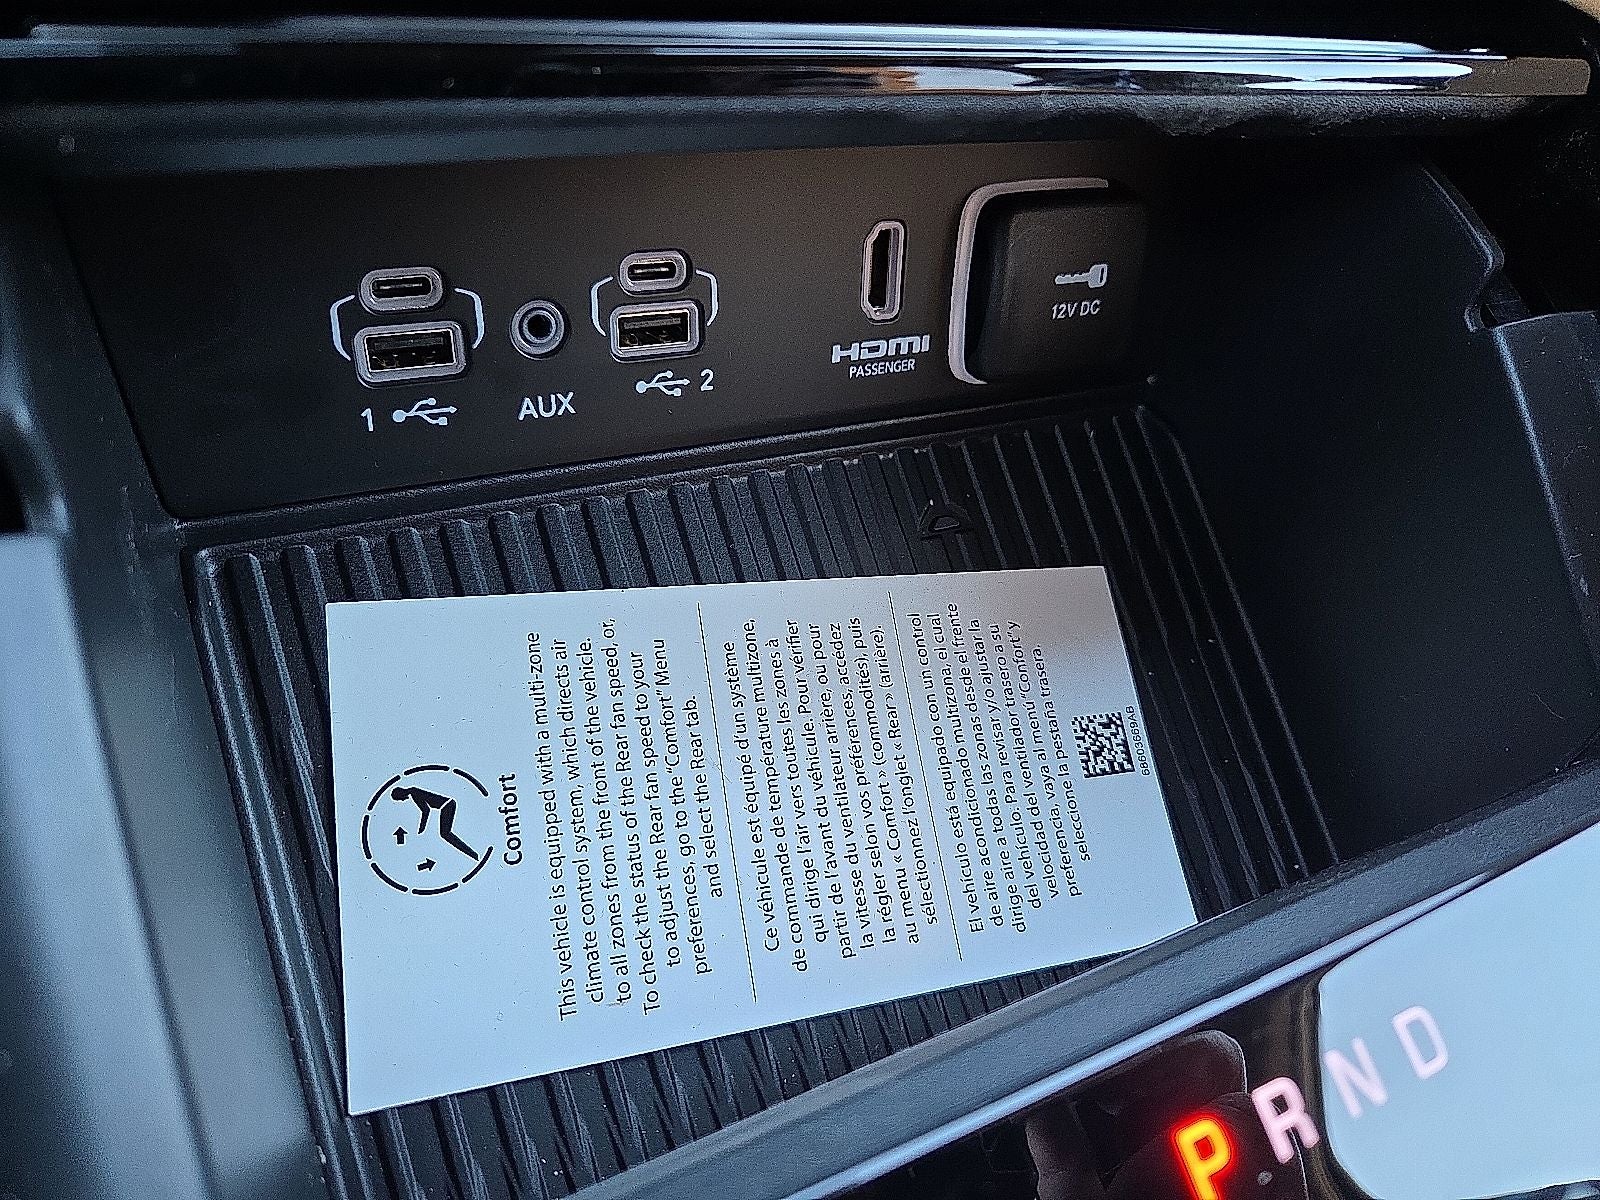 1
AUX
2
HDMI
PASSENGER
12V DC
Comfort
This vehicle is equipped with a multi-zone
climate control system, which directs air
to all zones from the front of the vehicle.
To check the status of the Rear fan speed, or,
to adjust the Rear fan speed to your
preferences, go to the "Comfort" Menu
and select the Rear tab.
Ce véhicule est équipé d'un système
de commande de température multizone,
qui dirige l'air vers toutes les zones à
partir de l'avant du véhicule. Pour vérifier
la vitesse du ventilateur arrière, ou pour
la régler selon vos préférences, accédez
au menu « Comfort » (commodités), puis
sélectionnez l'onglet « Rear » (arrière).
El vehículo está equipado con un control
de aire acondicionado multizona, el cual
dirige aire a todas las zonas desde el frente
del vehículo. Para revisar y/o ajustar la
velocidad del ventilador trasero a su
preferencia, vaya al menú "Comfort" y
seleccione la pestaña trasera.
68603669AB
P R N D